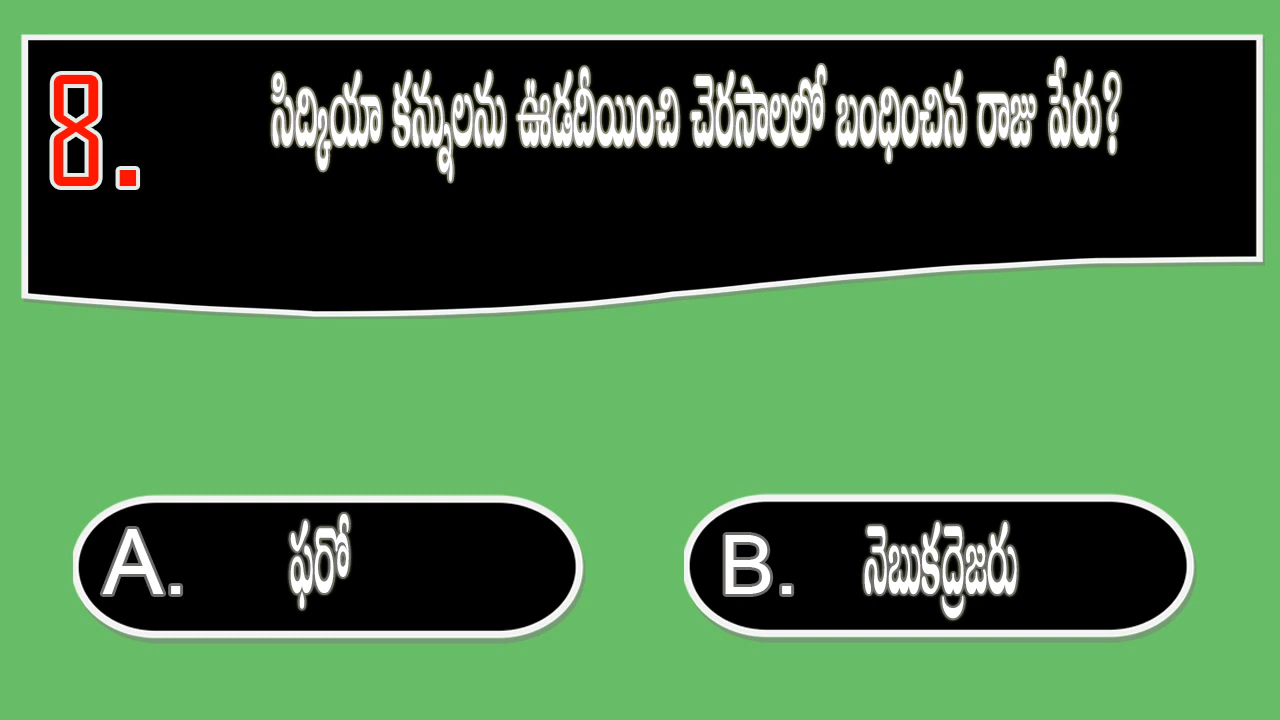 8. సిద్కియా కన్నులను ఊడదీయించి చెరసాలలో బంధించిన రాజు పేరు?
A. ఫరో
B. నెబుకద్రెజరు